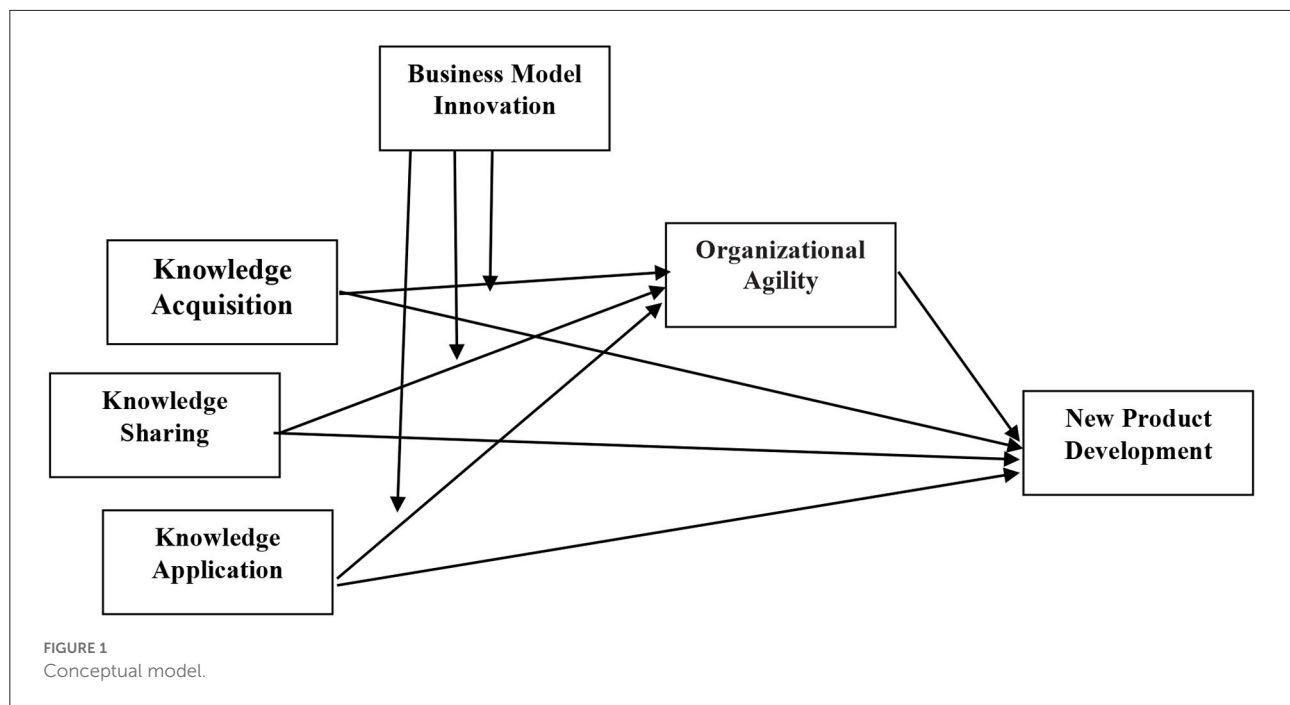 Business Model
Innovation
Knowledge
Acquisition
Organizational
Agility
Knowledge
Sharing
New Product
Development
Knowledge
Application
FIGURE 1
Conceptual model.